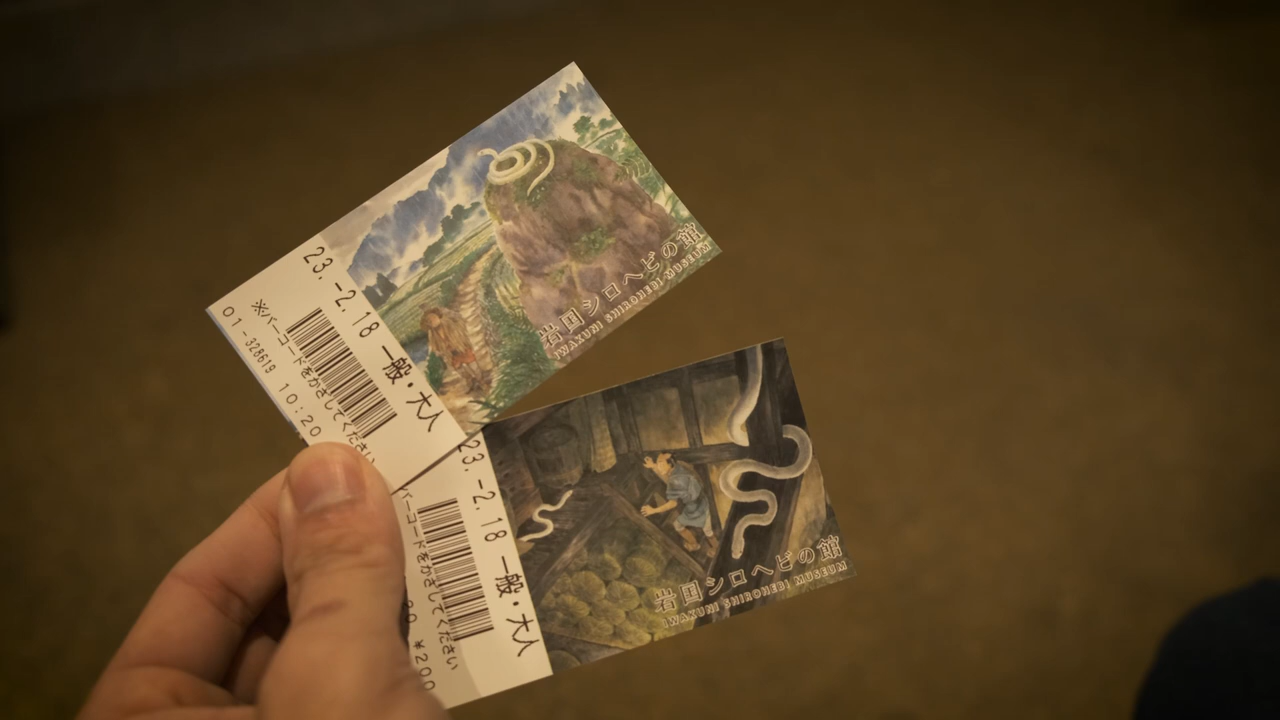 岩国シロヘビの館
IWAKUNI SHIROHEBI MUSEUM
23. -2. 18 一般・大人
※バーコードをかざしてください
01-328619 10:20
岩国シロヘビの館
IWAKUNI SHIROHEBI MUSEUM
23. -2. 18 一般・大人
バーコードをかざしてください
¥200